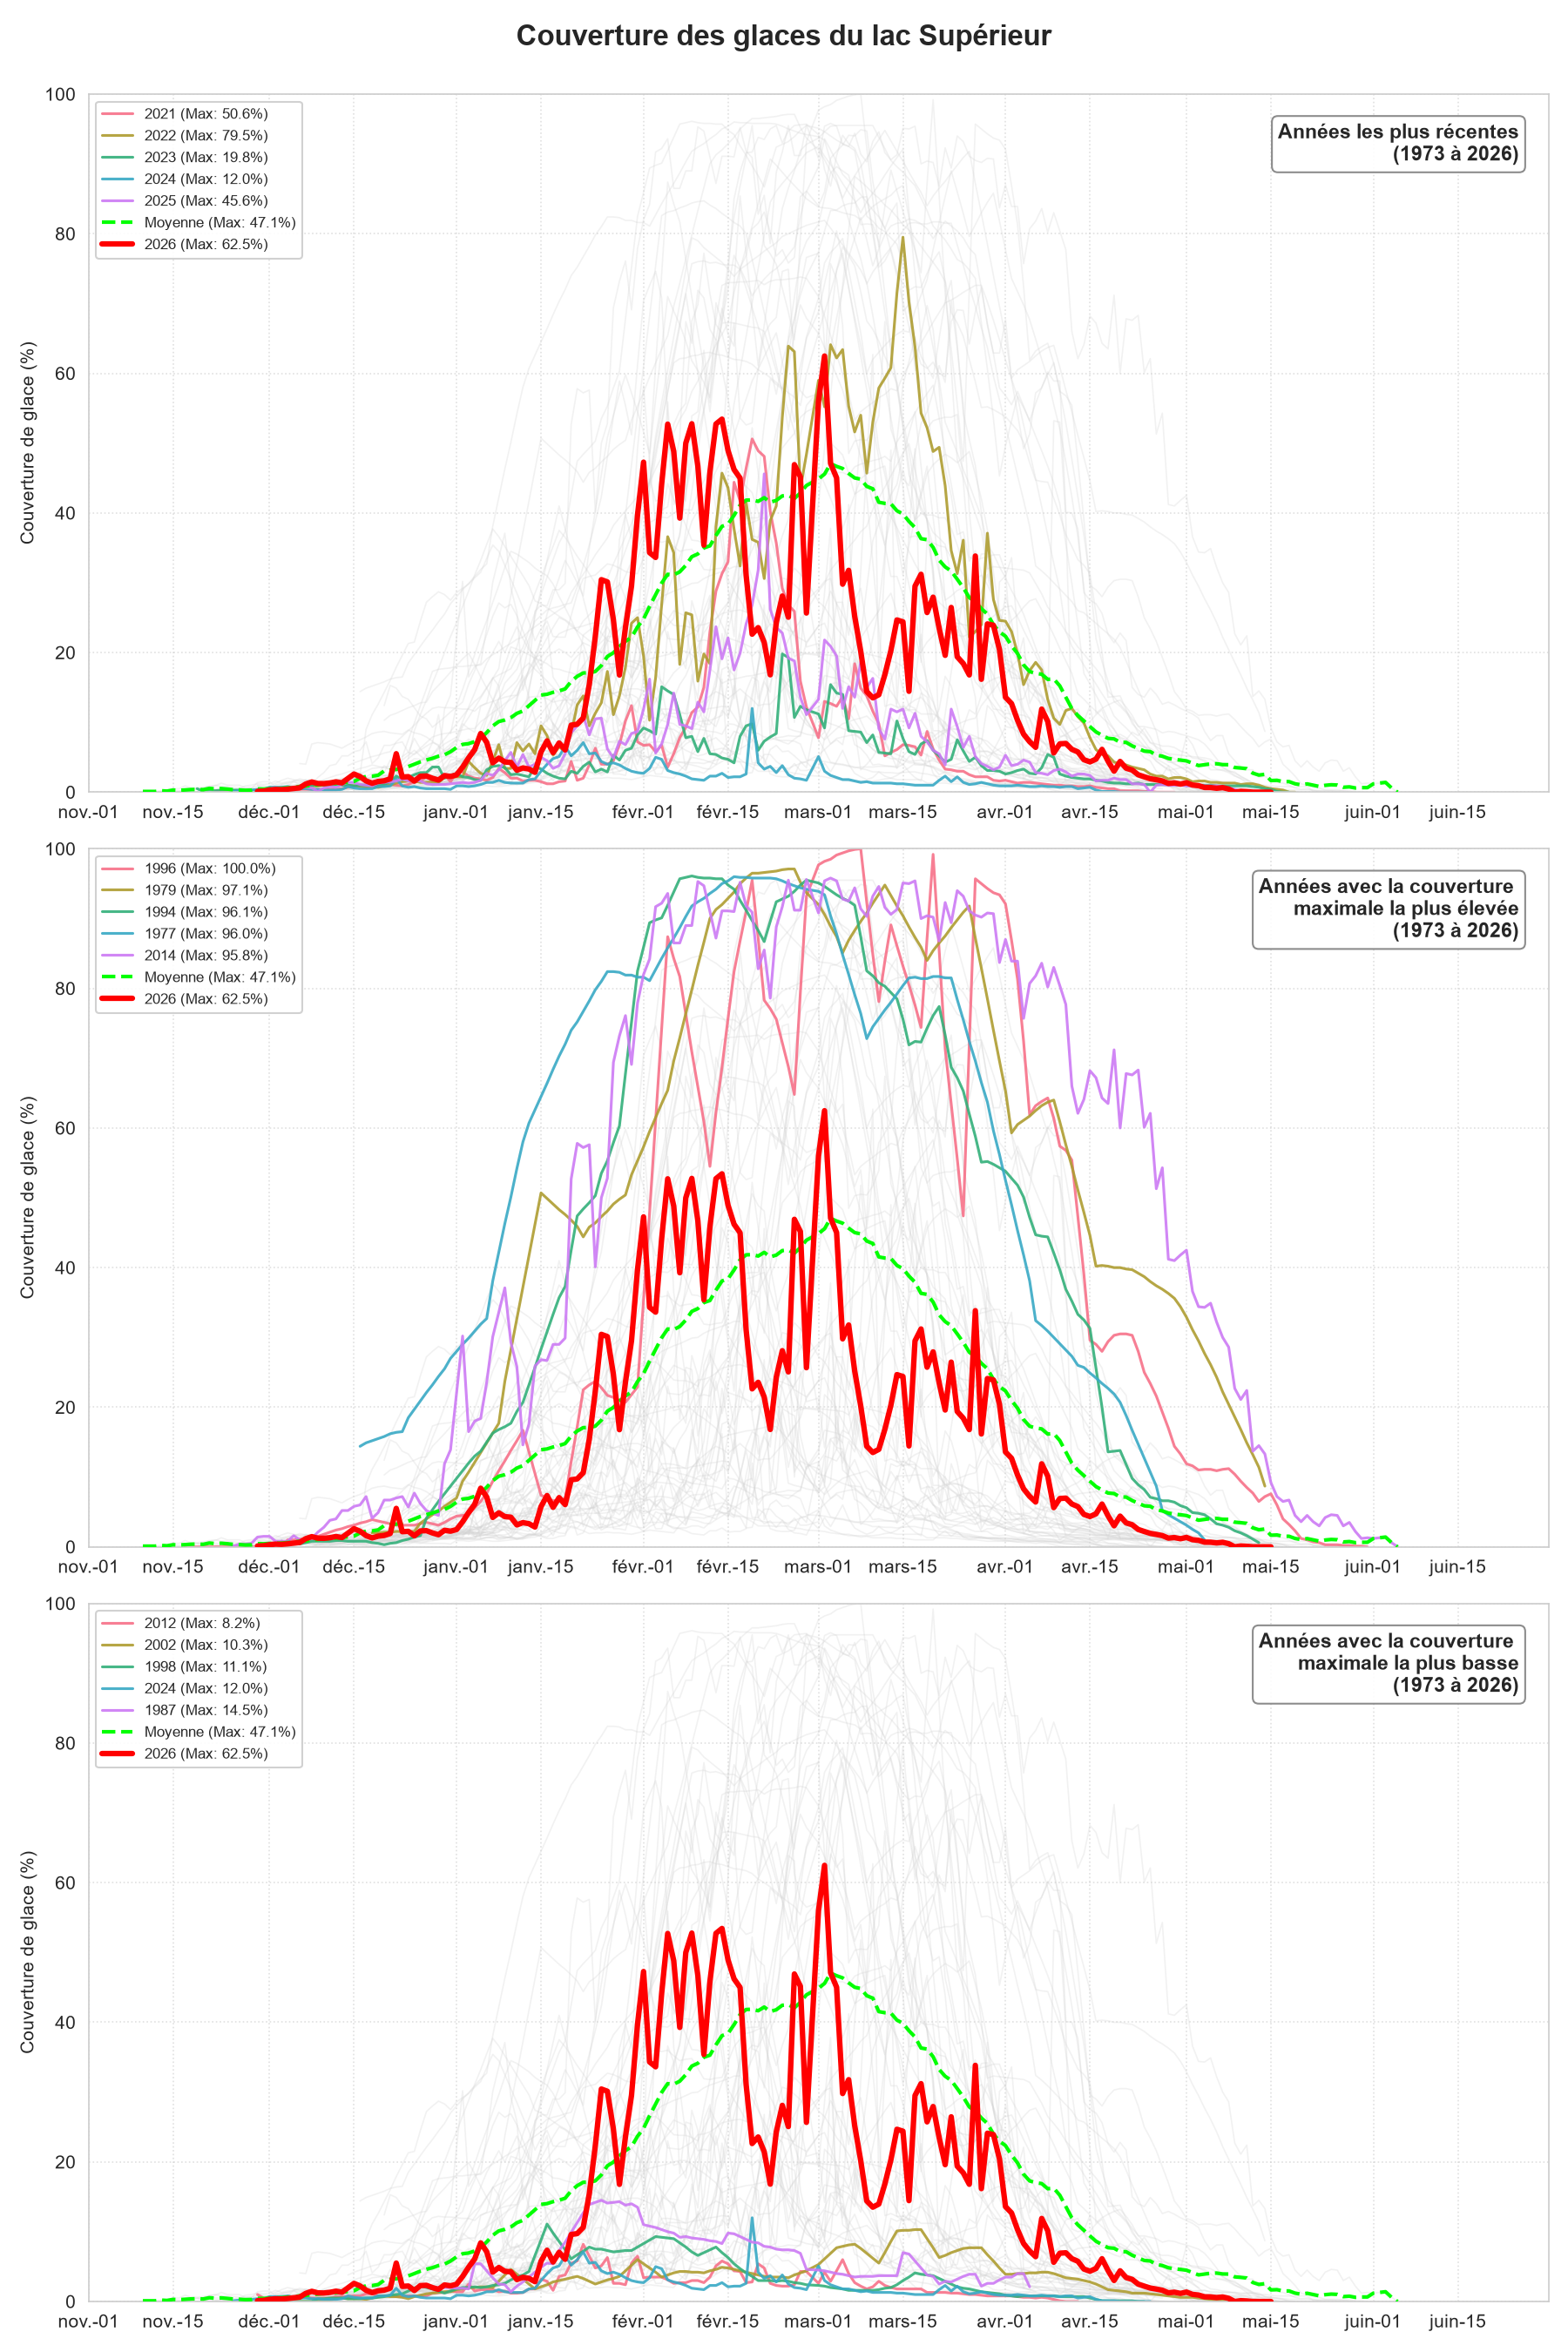 Couverture des glaces du lac Supérieur
100
80
60
40
20
0
Couverture de glace (%)
2021 (Max: 50.6%)
2022 (Max: 79.5%)
2023 (Max: 19.8%)
2024 (Max: 12.0%)
2025 (Max: 45.6%)
Moyenne (Max: 47.1%)
2026 (Max: 62.5%)
Années les plus récentes
(1973 à 2026)
nov.-01 nov.-15 déc.-01 déc.-15 janv.-01 janv.-15 févr.-01 févr.-15 mars-01 mars-15 avr.-01 avr.-15 mai-01 mai-15 juin-01 juin-15
100
80
60
40
20
0
Couverture de glace (%)
1996 (Max: 100.0%)
1979 (Max: 97.1%)
1994 (Max: 96.1%)
1977 (Max: 96.0%)
2014 (Max: 95.8%)
Moyenne (Max: 47.1%)
2026 (Max: 62.5%)
Années avec la couverture
maximale la plus élevée
(1973 à 2026)
nov.-01 nov.-15 déc.-01 déc.-15 janv.-01 janv.-15 févr.-01 févr.-15 mars-01 mars-15 avr.-01 avr.-15 mai-01 mai-15 juin-01 juin-15
100
80
60
40
20
0
Couverture de glace (%)
2012 (Max: 8.2%)
2002 (Max: 10.3%)
1998 (Max: 11.1%)
2024 (Max: 12.0%)
1987 (Max: 14.5%)
Moyenne (Max: 47.1%)
2026 (Max: 62.5%)
Années avec la couverture
maximale la plus basse
(1973 à 2026)
nov.-01 nov.-15 déc.-01 déc.-15 janv.-01 janv.-15 févr.-01 févr.-15 mars-01 mars-15 avr.-01 avr.-15 mai-01 mai-15 juin-01 juin-15